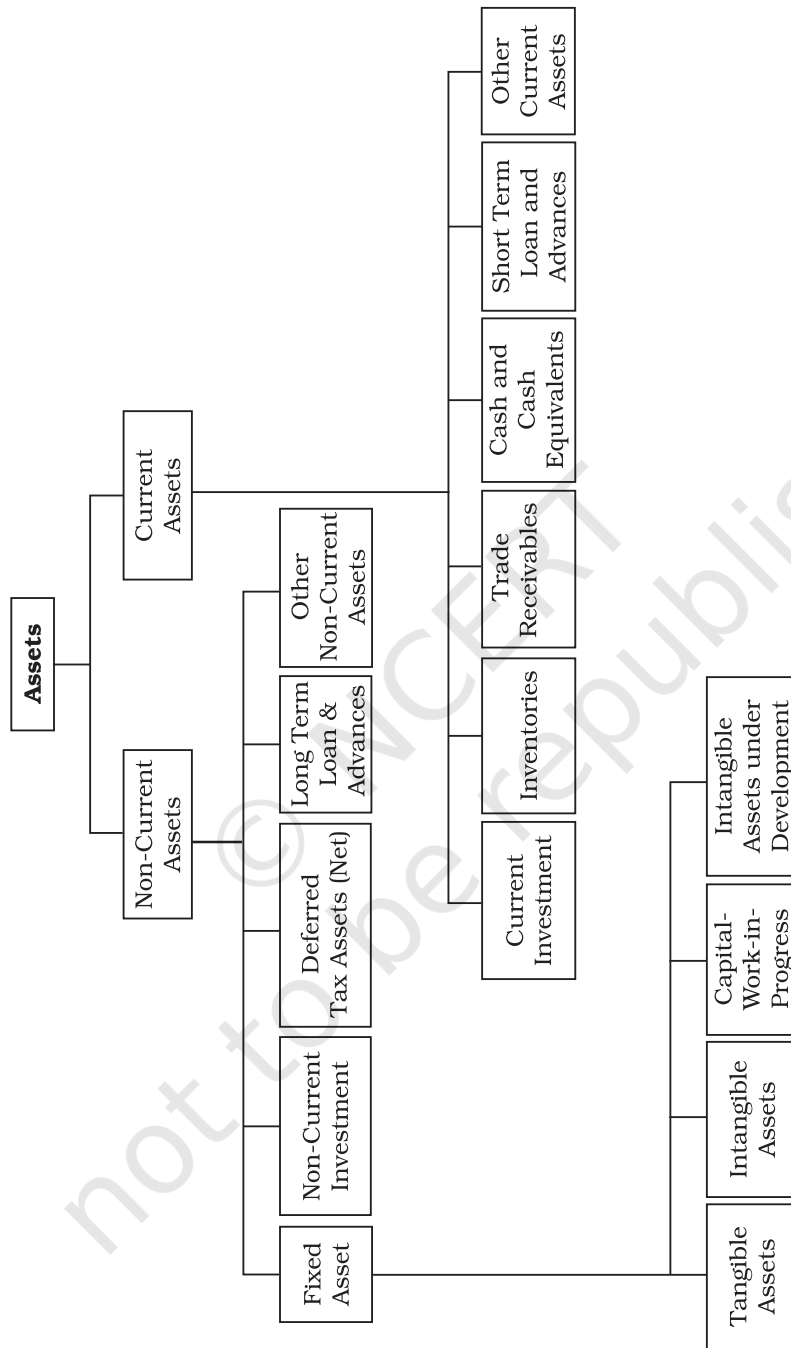 Assets
Non-Current
Assets
Current
Assets
Fixed
Asset
Non-Current
Investment
Deferred
Tax Assets (Net)
Long Term
Loan &
Advances
Other
Non-Current
Assets
Current
Investment
Inventories
Trade
Receivables
Cash and
Cash
Equivalents
Short Term
Loan and
Advances
Other
Current
Assets
Tangible
Assets
Intangible
Assets
Capital-
Work-in-
Progress
Intangible
Assets under
Development
© NCERT
not to be republis